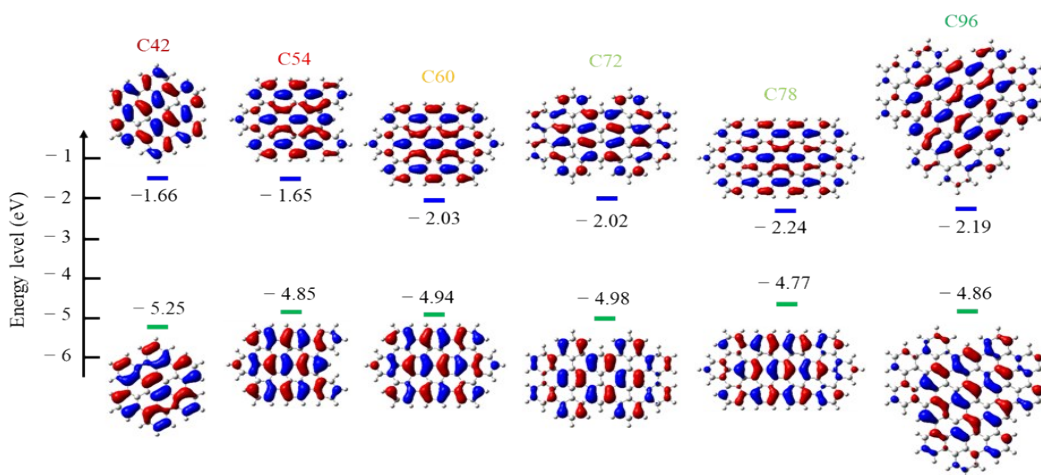 C42
C54
C60
C72
C78
C96
Energy level (eV)
− 1
− 2
− 3
− 4
− 5
− 6
−1.66
−1.65
− 2.03
− 2.02
− 2.24
− 2.19
− 5.25
− 4.85
− 4.94
− 4.98
− 4.77
− 4.86